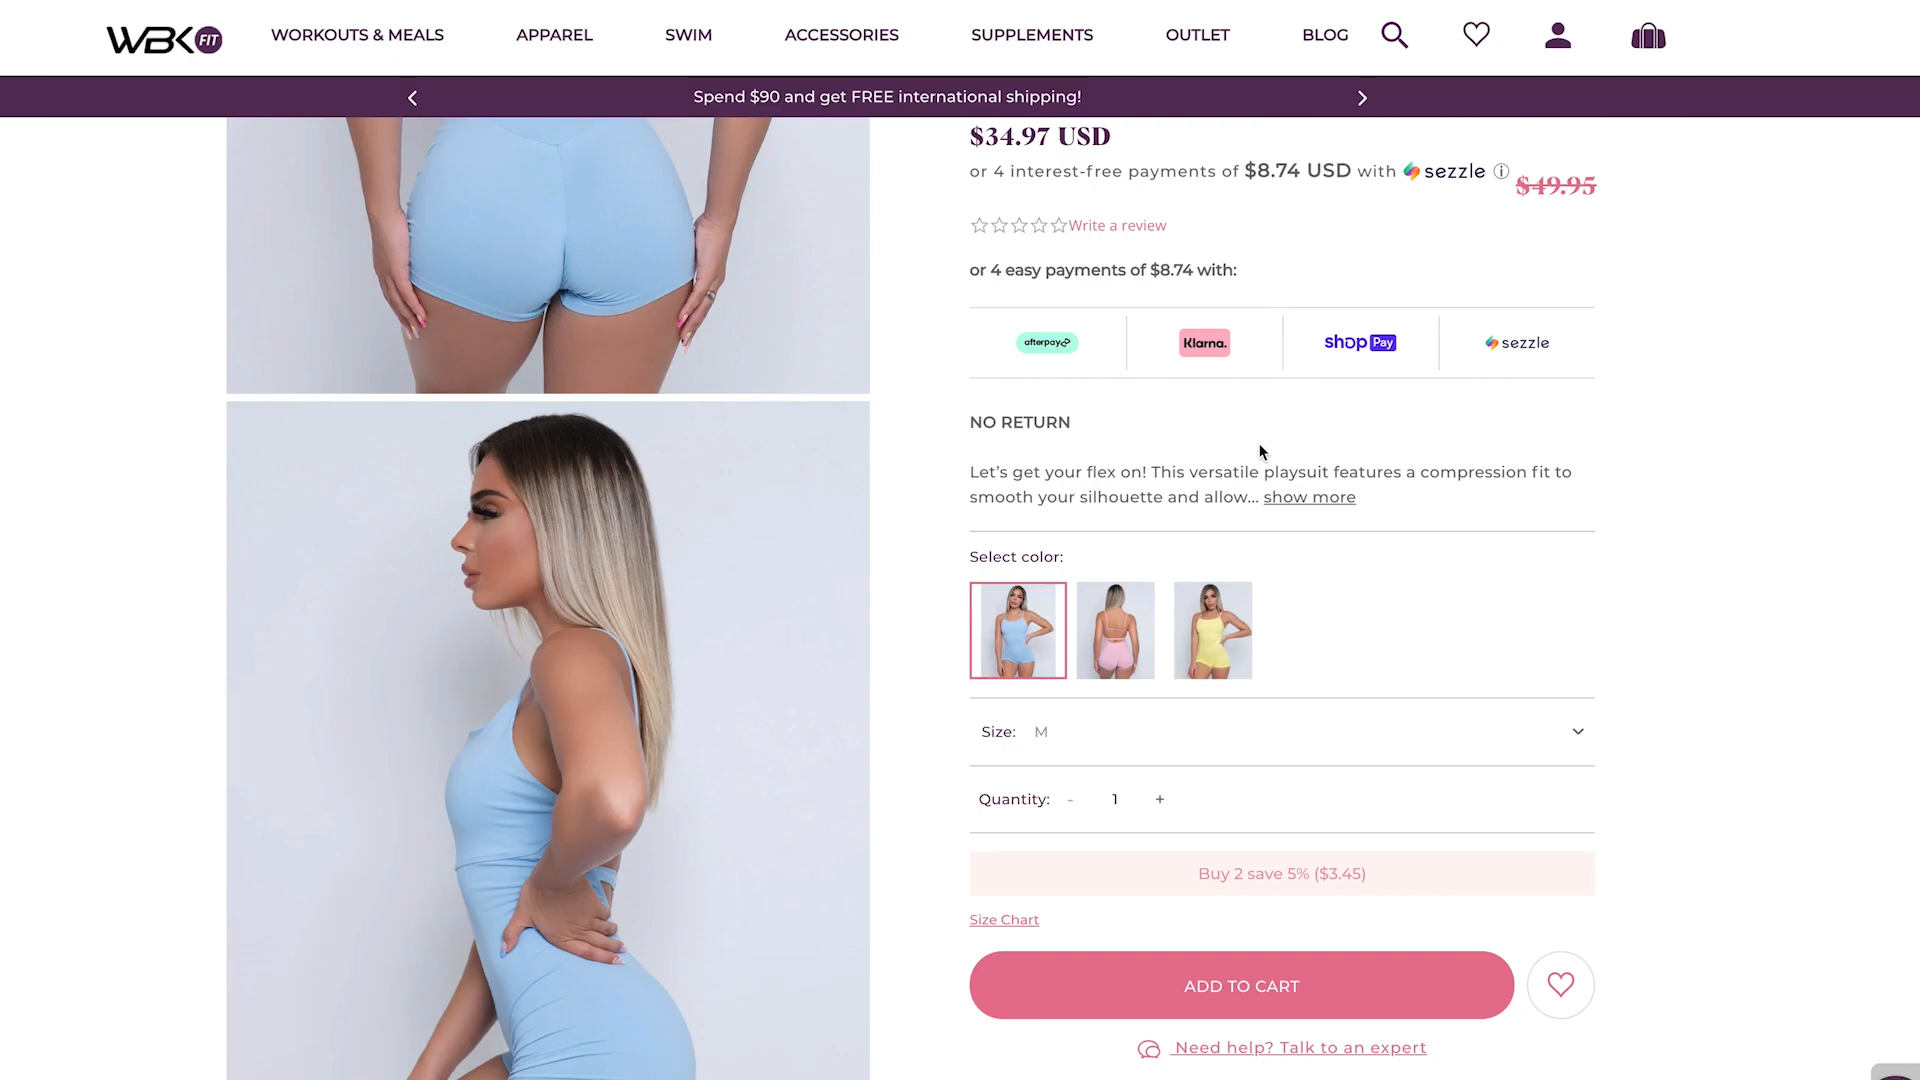 WBK FIT
WORKOUTS & MEALS
APPAREL
SWIM
ACCESSORIES
SUPPLEMENTS
OUTLET
BLOG
Spend $90 and get FREE international shipping!
$34.97 USD
or 4 interest-free payments of $8.74 USD with sezzle
$49.95
Write a review
or 4 easy payments of $8.74 with:
afterpay
Klarna.
shop Pay
sezzle
NO RETURN
Let’s get your flex on! This versatile playsuit features a compression fit to
smooth your silhouette and allow... show more
Select color:
Size: M
Quantity: - 1 +
Buy 2 save 5% ($3.45)
Size Chart
ADD TO CART
Need help? Talk to an expert